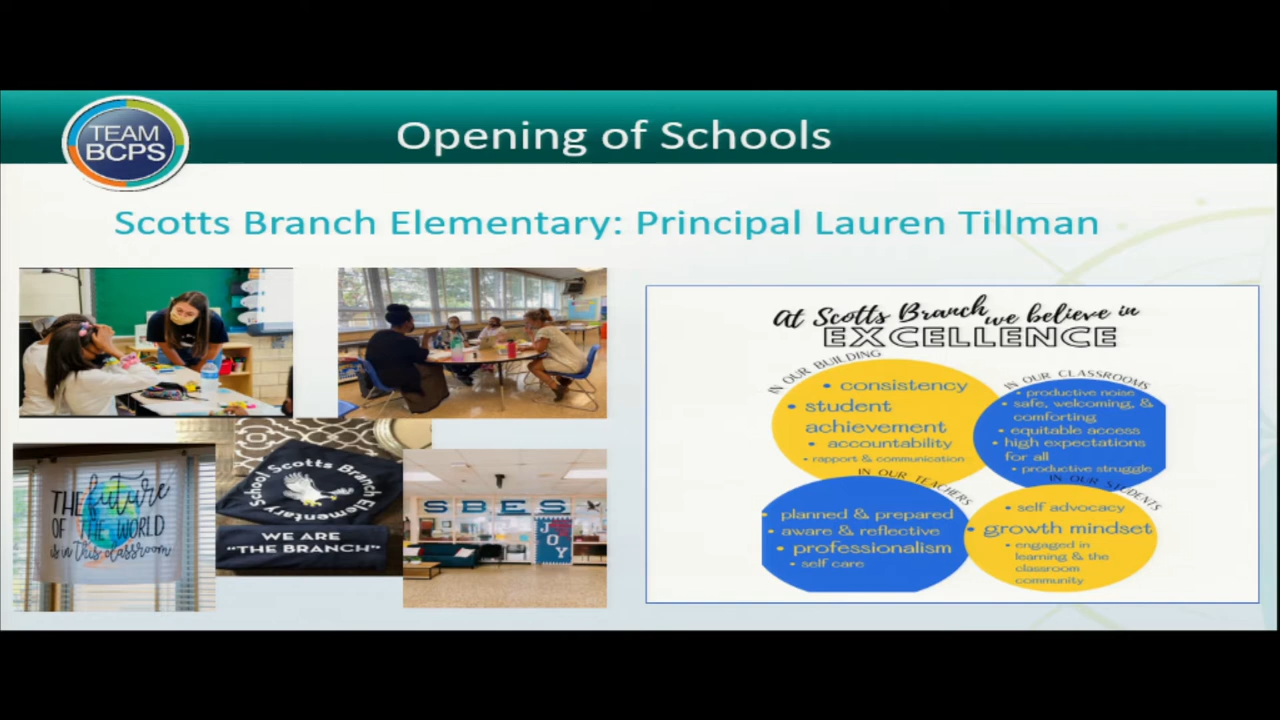 TEAM
BCPS
Opening of Schools
Scotts Branch Elementary: Principal Lauren Tillman
THE future
OF THE WORLD
is in this classroom
School Scotts Branch Elementary
WE ARE
"THE BRANCH"
SBES
JOY
At Scotts Branch we believe in
EXCELLENCE
IN OUR BUILDING
• consistency
• student
achievement
• accountability
• rapport & communication
IN OUR CLASSROOMS
• productive noise
• safe, welcoming, &
comforting
• equitable access
• high expectations
for all
• productive struggle
IN OUR TEACHERS
• planned & prepared
• aware & reflective
• professionalism
• self care
IN OUR STUDENTS
• self advocacy
• growth mindset
• engaged in
learning & the
classroom
community